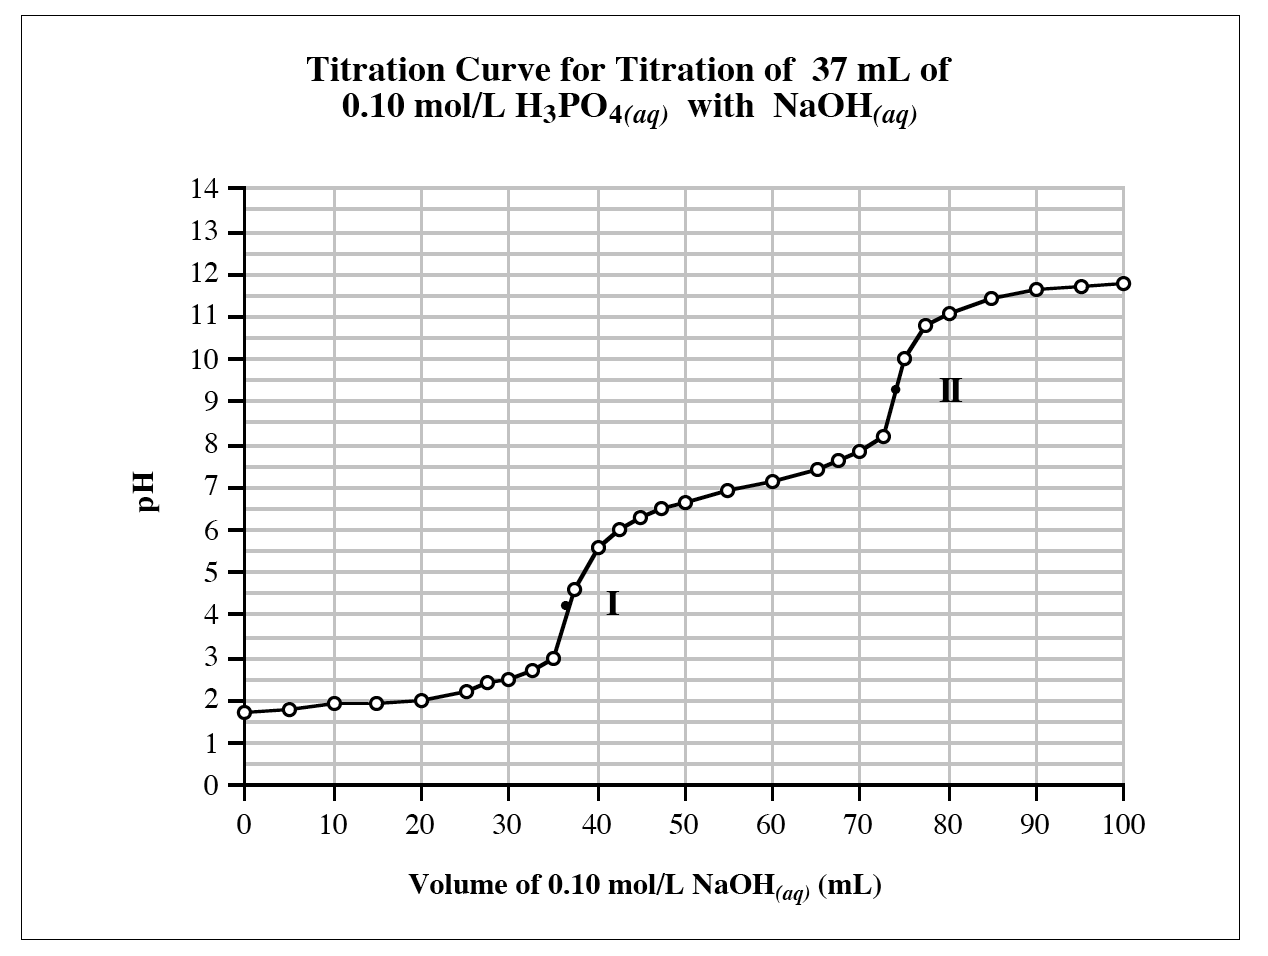 Titration Curve for Titration of 37 mL of
0.10 mol/L H3PO4(aq) with NaOH(aq)
14
13
12
11
10
9
8
7
6
5
4
3
2
1
0
pH
II
I
0 10 20 30 40 50 60 70 80 90 100
Volume of 0.10 mol/L NaOH(aq) (mL)